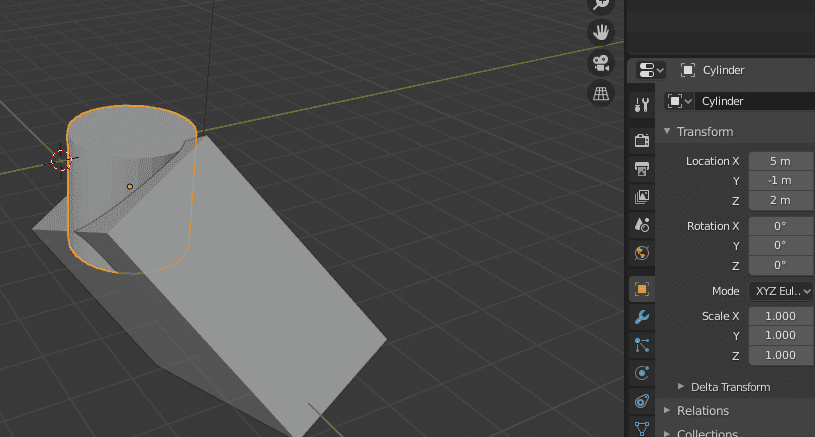 Cylinder
Cylinder
Transform
Location X 5 m
Y -1 m
Z 2 m
Rotation X 0°
Y 0°
Z 0°
Mode XYZ Eul..
Scale X 1.000
Y 1.000
Z 1.000
Delta Transform
Relations
Collections